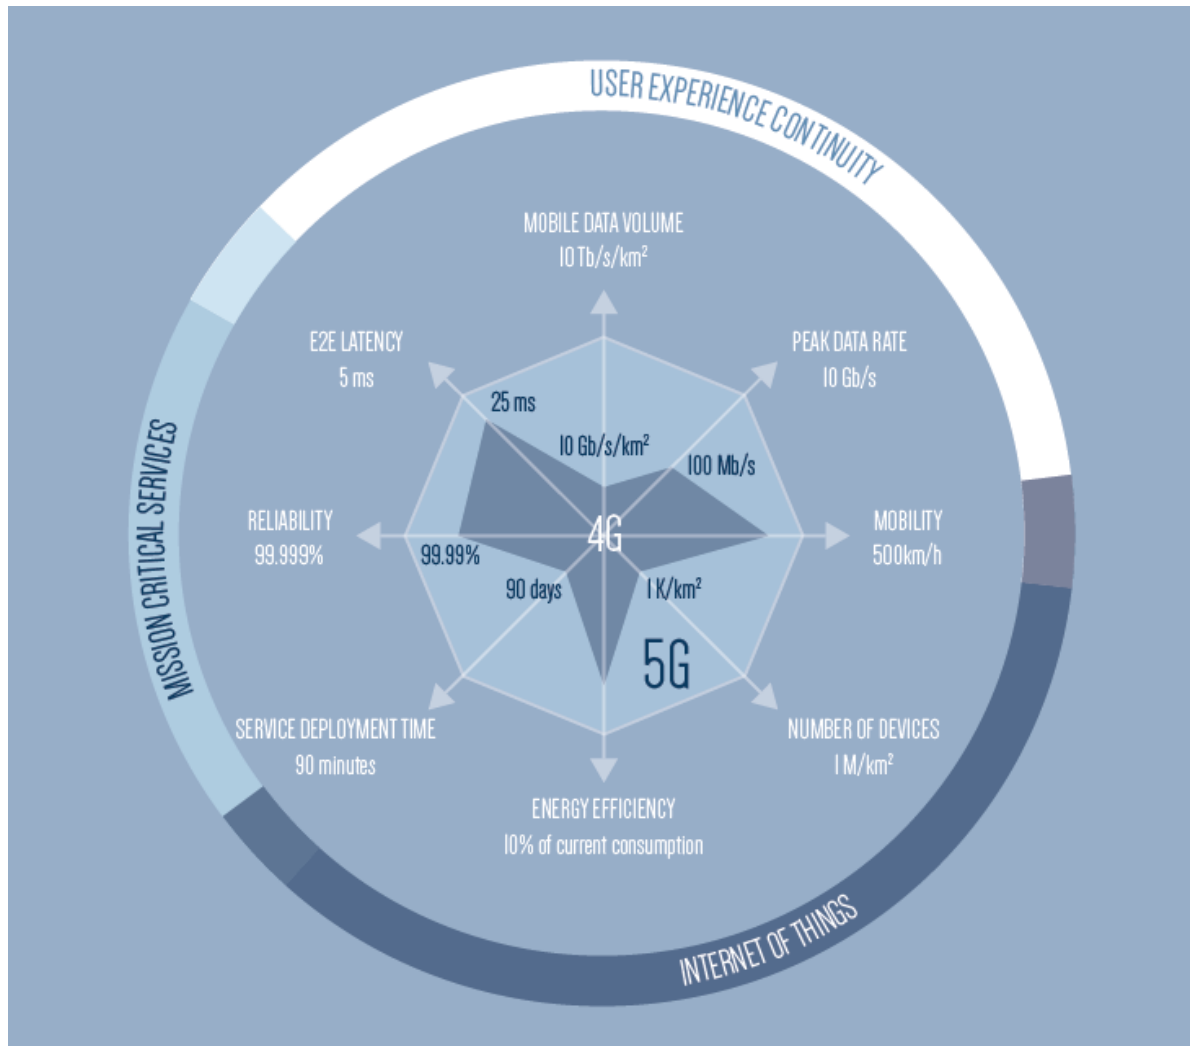 USER EXPERIENCE CONTINUITY
MOBILE DATA VOLUME
10 Tb/s/km²
E2E LATENCY
5 ms
PEAK DATA RATE
10 Gb/s
25 ms
10 Gb/s/km²
100 Mb/s
MISSION CRITICAL SERVICES
RELIABILITY
99.999%
4G
MOBILITY
500km/h
99.99%
90 days
1 K/km²
5G
SERVICE DEPLOYMENT TIME
90 minutes
NUMBER OF DEVICES
1 M/km²
ENERGY EFFICIENCY
10% of current consumption
INTERNET OF THINGS